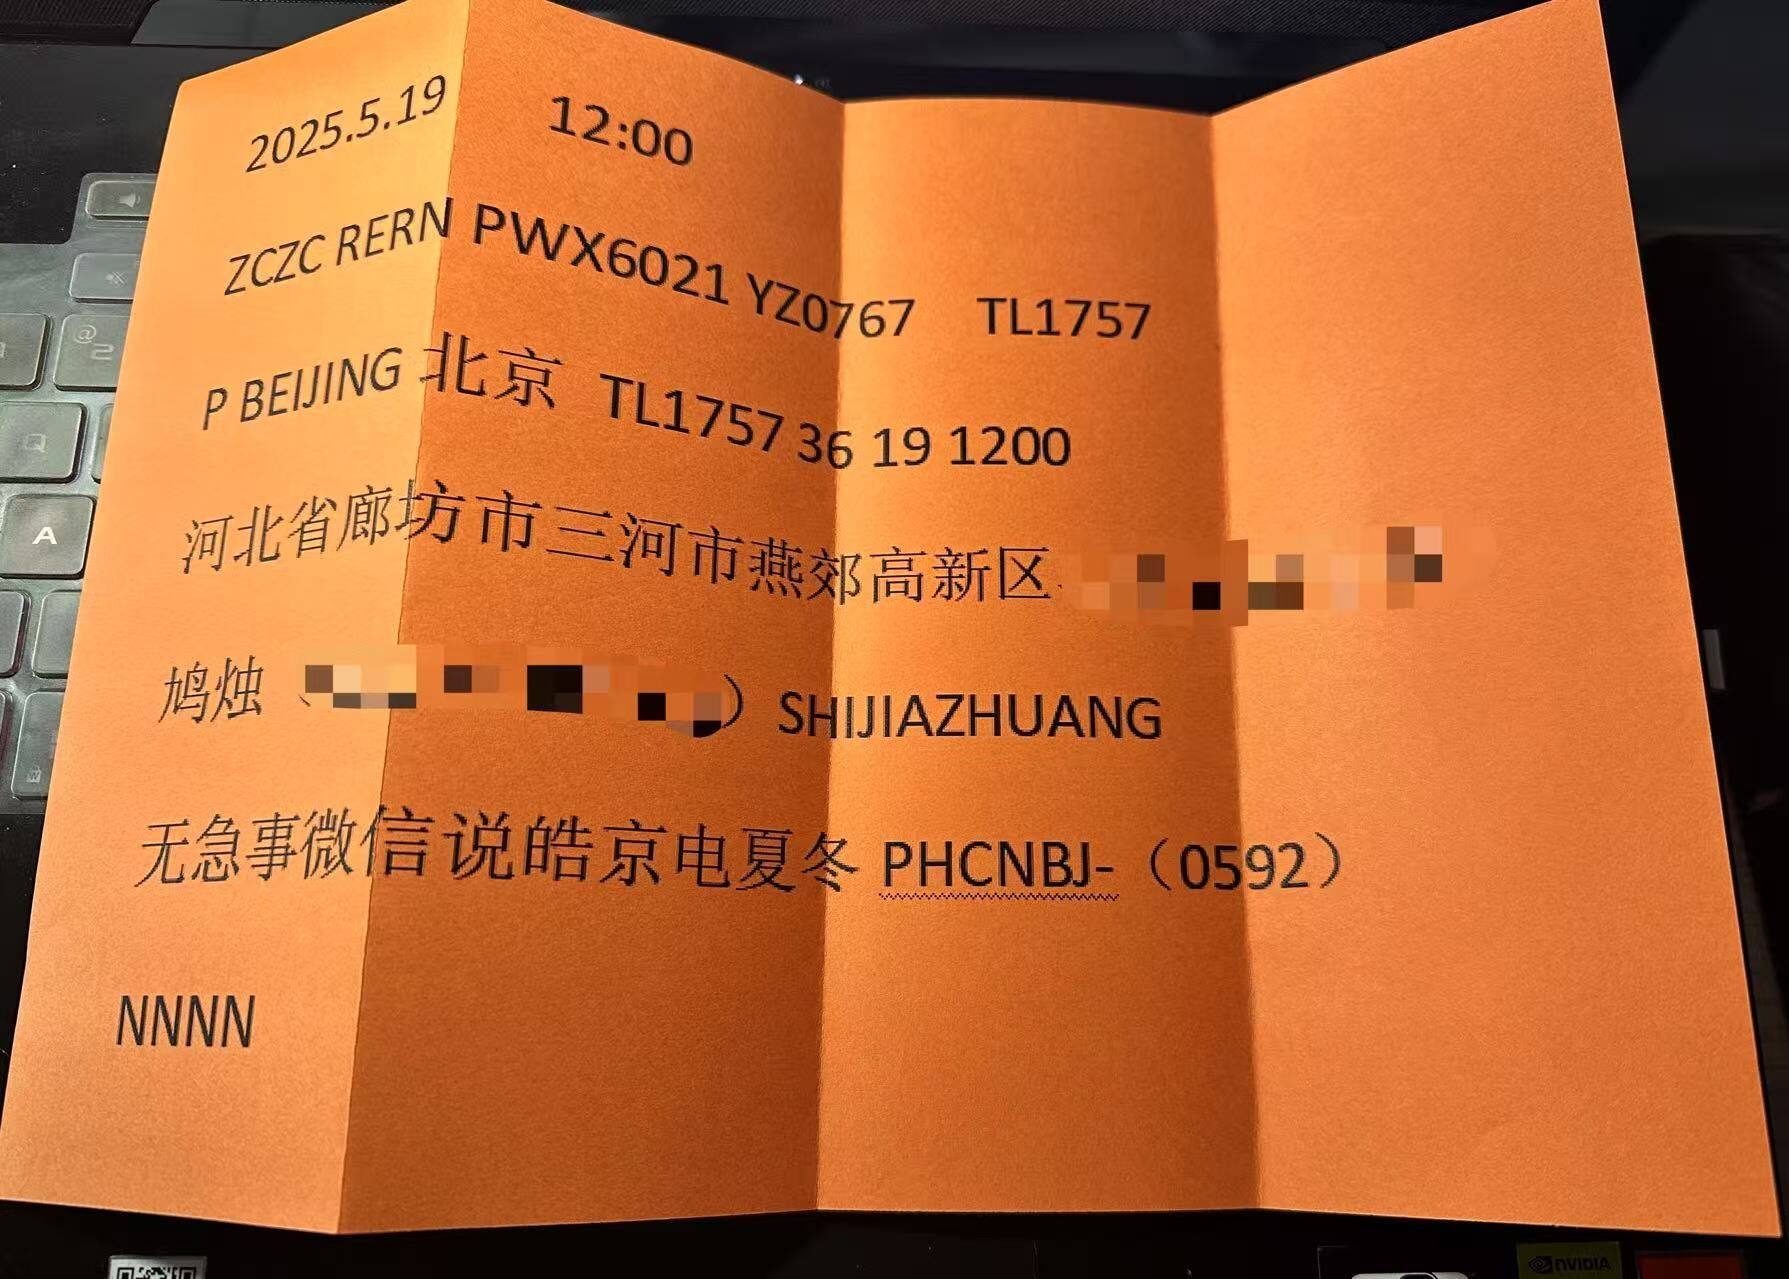 2025.5.19 12:00
ZCZC RERN PWX6021 YZ0767 TL1757
P BEIJING 北京 TL1757 36 19 1200
河北省廊坊市三河市燕郊高新区
鸠烛（ ）SHIJIAZHUANG
无急事微信说皓京电夏冬 PHCNBJ-（0592）
NNNN
A
@
2
Q
W
NVIDIA